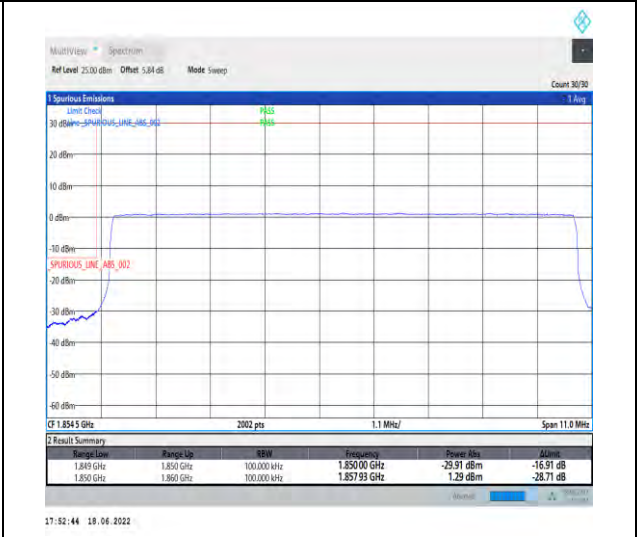 MultiView Spectrum
Ref Level 25.00 dBm Offset 5.84 dB Mode Sweep
Count 30/30
1 Spurious Emissions 1 Avg
Limit Check PASS
30 dBm Line _SPURIOUS_LINE_ABS_002 PASS
20 dBm
10 dBm
0 dBm
-10 dBm
_SPURIOUS_LINE_ABS_002
-20 dBm
-30 dBm
-40 dBm
-50 dBm
-60 dBm
CF 1.854 5 GHz 2002 pts 1.1 MHz/ Span 11.0 MHz
2 Result Summary
Range Low Range Up RBW Frequency Power Abs ΔLimit
1.849 GHz 1.850 GHz 100.000 kHz 1.850 00 GHz -29.91 dBm -16.91 dB
1.850 GHz 1.860 GHz 100.000 kHz 1.857 93 GHz 1.29 dBm -28.71 dB
17:52:44 18.06.2022